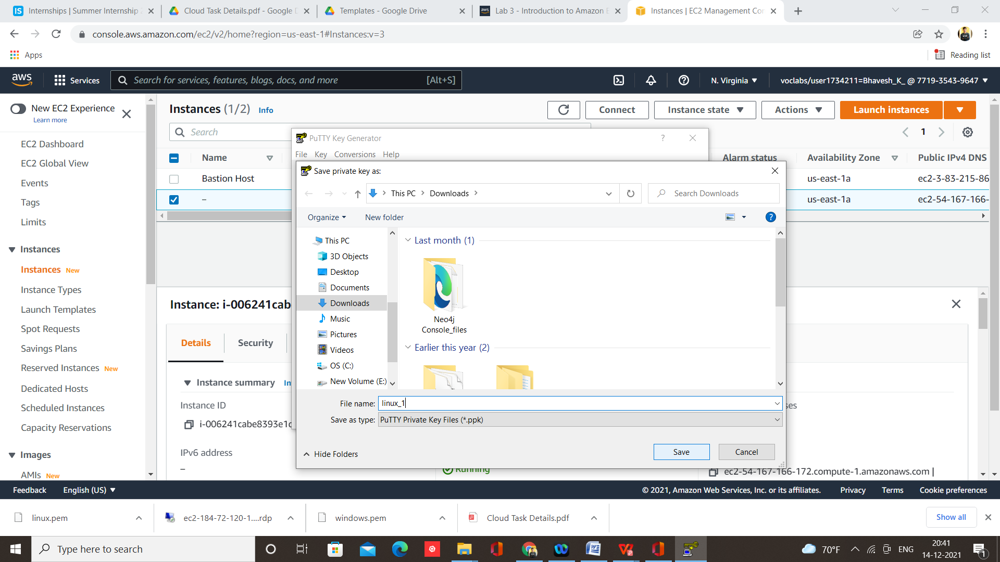 Internships | Summer Internship
Cloud Task Details.pdf - Google
Templates - Google Drive
Lab 3 - Introduction to Amazon
Instances | EC2 Management Con
console.aws.amazon.com/ec2/v2/home?region=us-east-1#Instances:v=3
Apps
Reading list
aws
Services
Search for services, features, blogs, docs, and more
[Alt+S]
N. Virginia
voclabs/user1734211=Bhavesh_K_ @ 7719-3543-9647
New EC2 Experience
Learn more
EC2 Dashboard
EC2 Global View
Events
Tags
Limits
Instances
Instances New
Instance Types
Launch Templates
Spot Requests
Savings Plans
Reserved Instances New
Dedicated Hosts
Scheduled Instances
Capacity Reservations
Images
AMIs New
Instances (1/2) Info
Connect
Instance state
Actions
Launch instances
Search
1
Name
Alarm status
Availability Zone
Public IPv4 DNS
Bastion Host
us-east-1a
ec2-3-83-215-86
–
us-east-1a
ec2-54-167-166-
PuTTY Key Generator
?
File Key Conversions Help
Save private key as:
This PC > Downloads >
Search Downloads
Organize
New folder
This PC
3D Objects
Desktop
Documents
Downloads
Music
Pictures
Videos
OS (C:)
New Volume (E:)
Last month (1)
Neo4j
Console_files
Earlier this year (2)
File name: linux_1
Save as type: PuTTY Private Key Files (*.ppk)
Hide Folders
Save
Cancel
Instance: i-006241cab
Details
Security
Instance summary
Instance ID
i-006241cabe8393e1
IPv6 address
–
Running
ec2-54-167-166-172.compute-1.amazonaws.com |
Feedback
English (US)
© 2021, Amazon Web Services, Inc. or its affiliates.
Privacy
Terms
Cookie preferences
linux.pem
ec2-184-72-120-1....rdp
windows.pem
Cloud Task Details.pdf
Show all
Type here to search
70°F
ENG
20:41
14-12-2021
1